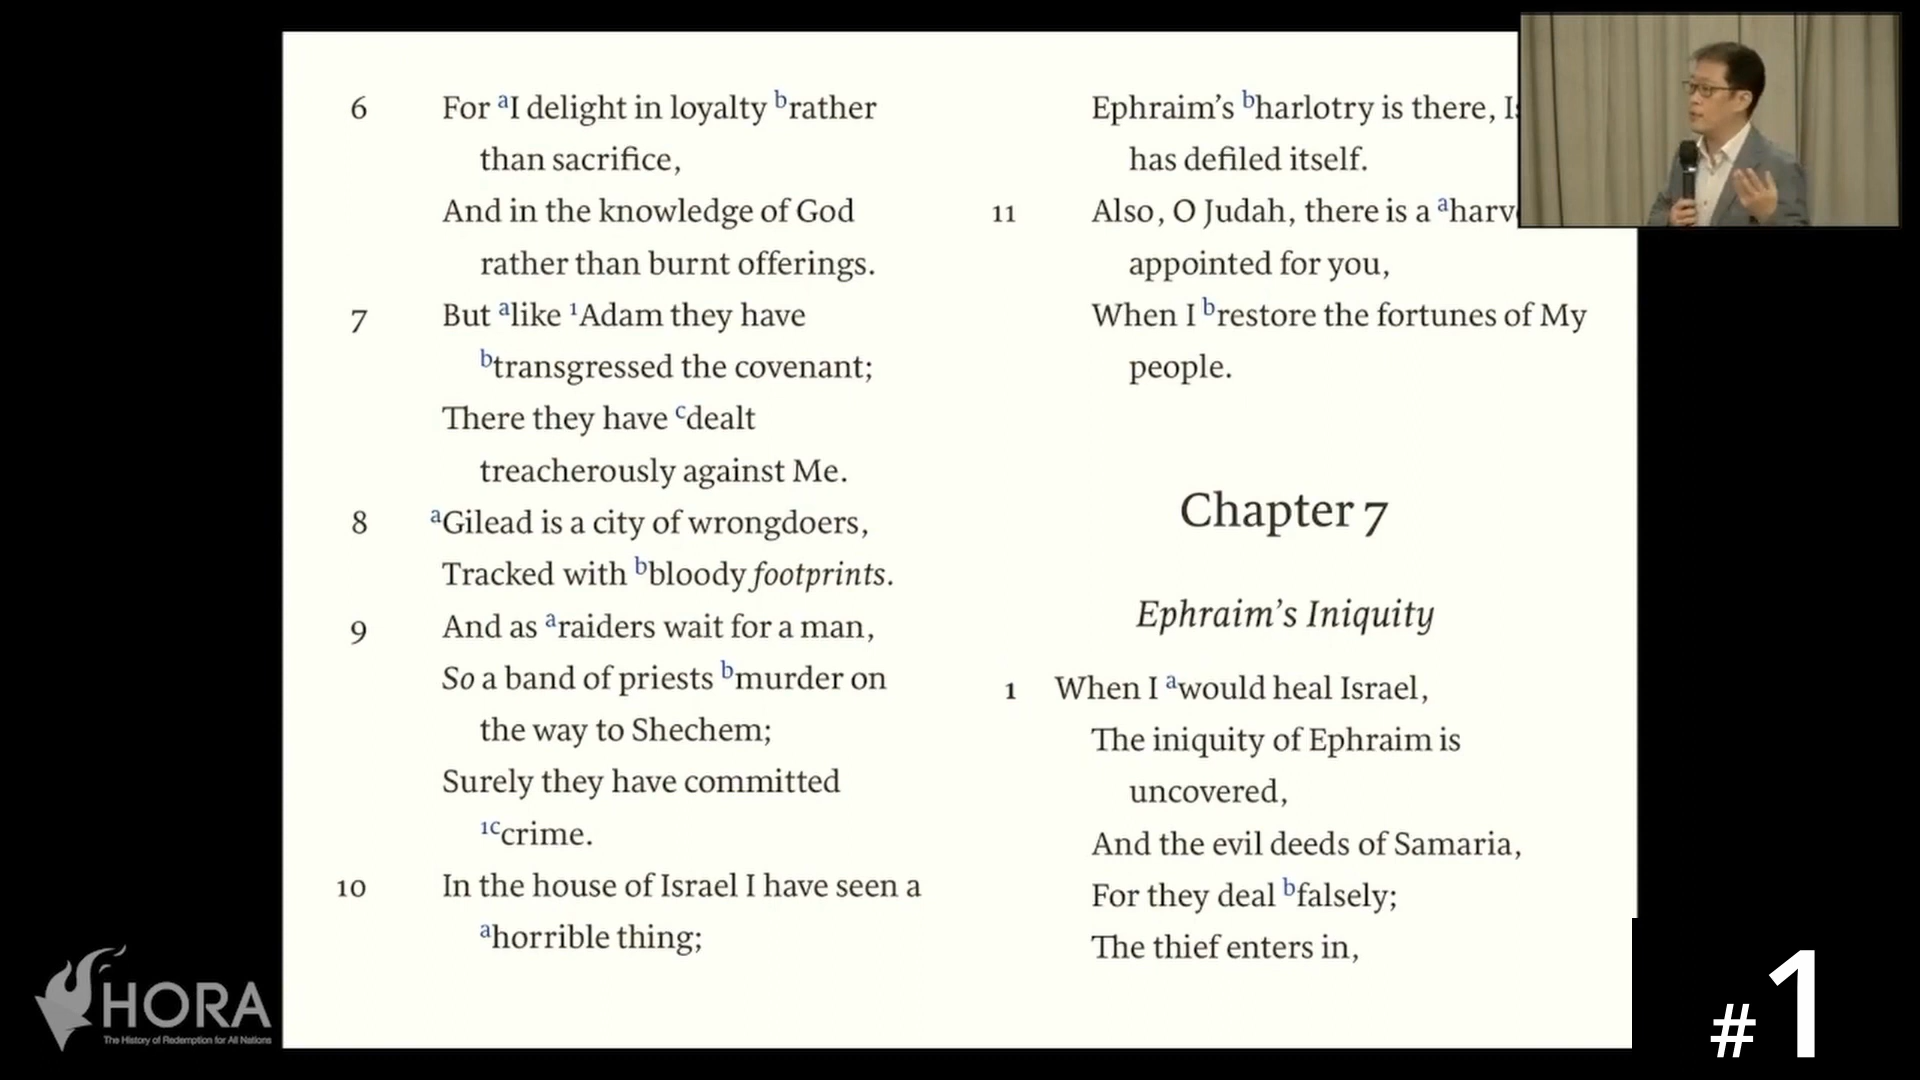 6 For aI delight in loyalty brather
than sacrifice,
And in the knowledge of God
rather than burnt offerings.
7 But alike 1Adam they have
btransgressed the covenant;
There they have cdealt
treacherously against Me.
8 aGilead is a city of wrongdoers,
Tracked with bbloody footprints.
9 And as araiders wait for a man,
So a band of priests bmurder on
the way to Shechem;
Surely they have committed
1ccrime.
10 In the house of Israel I have seen a
ahorrible thing;
Ephraim’s bharlotry is there,
has defiled itself.
11 Also, O Judah, there is a
appointed for you,
When I brestore the fortunes of My
people.
Chapter 7
Ephraim’s Iniquity
1 When I awould heal Israel,
The iniquity of Ephraim is
uncovered,
And the evil deeds of Samaria,
For they deal bfalsely;
The thief enters in,
HORA
The History of Redemption for All Nations
#1